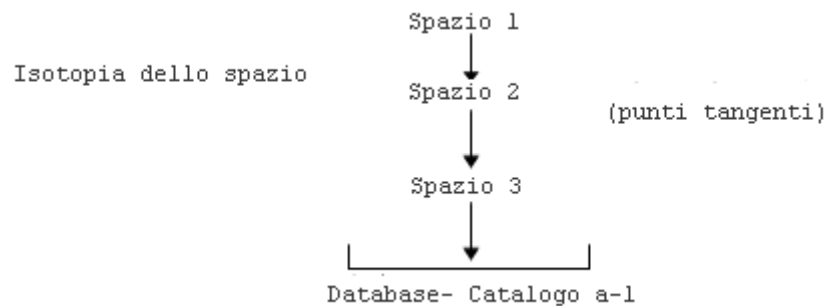 Spazio 1
Isotopia dello spazio
Spazio 2
(punti tangenti)
Spazio 3
Database- Catalogo a-l